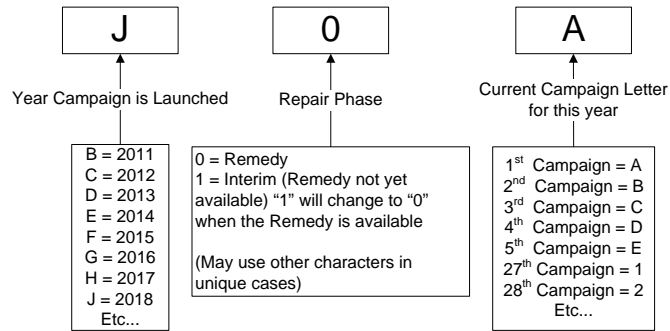 J 0 A
Year Campaign is Launched
Repair Phase
Current Campaign Letter
for this year
B = 2011
C = 2012
D = 2013
E = 2014
F = 2015
G = 2016
H = 2017
J = 2018
Etc...
0 = Remedy
1 = Interim (Remedy not yet
available) “1” will change to “0”
when the Remedy is available
(May use other characters in
unique cases)
1st Campaign = A
2nd Campaign = B
3rd Campaign = C
4th Campaign = D
5th Campaign = E
27th Campaign = 1
28th Campaign = 2
Etc...